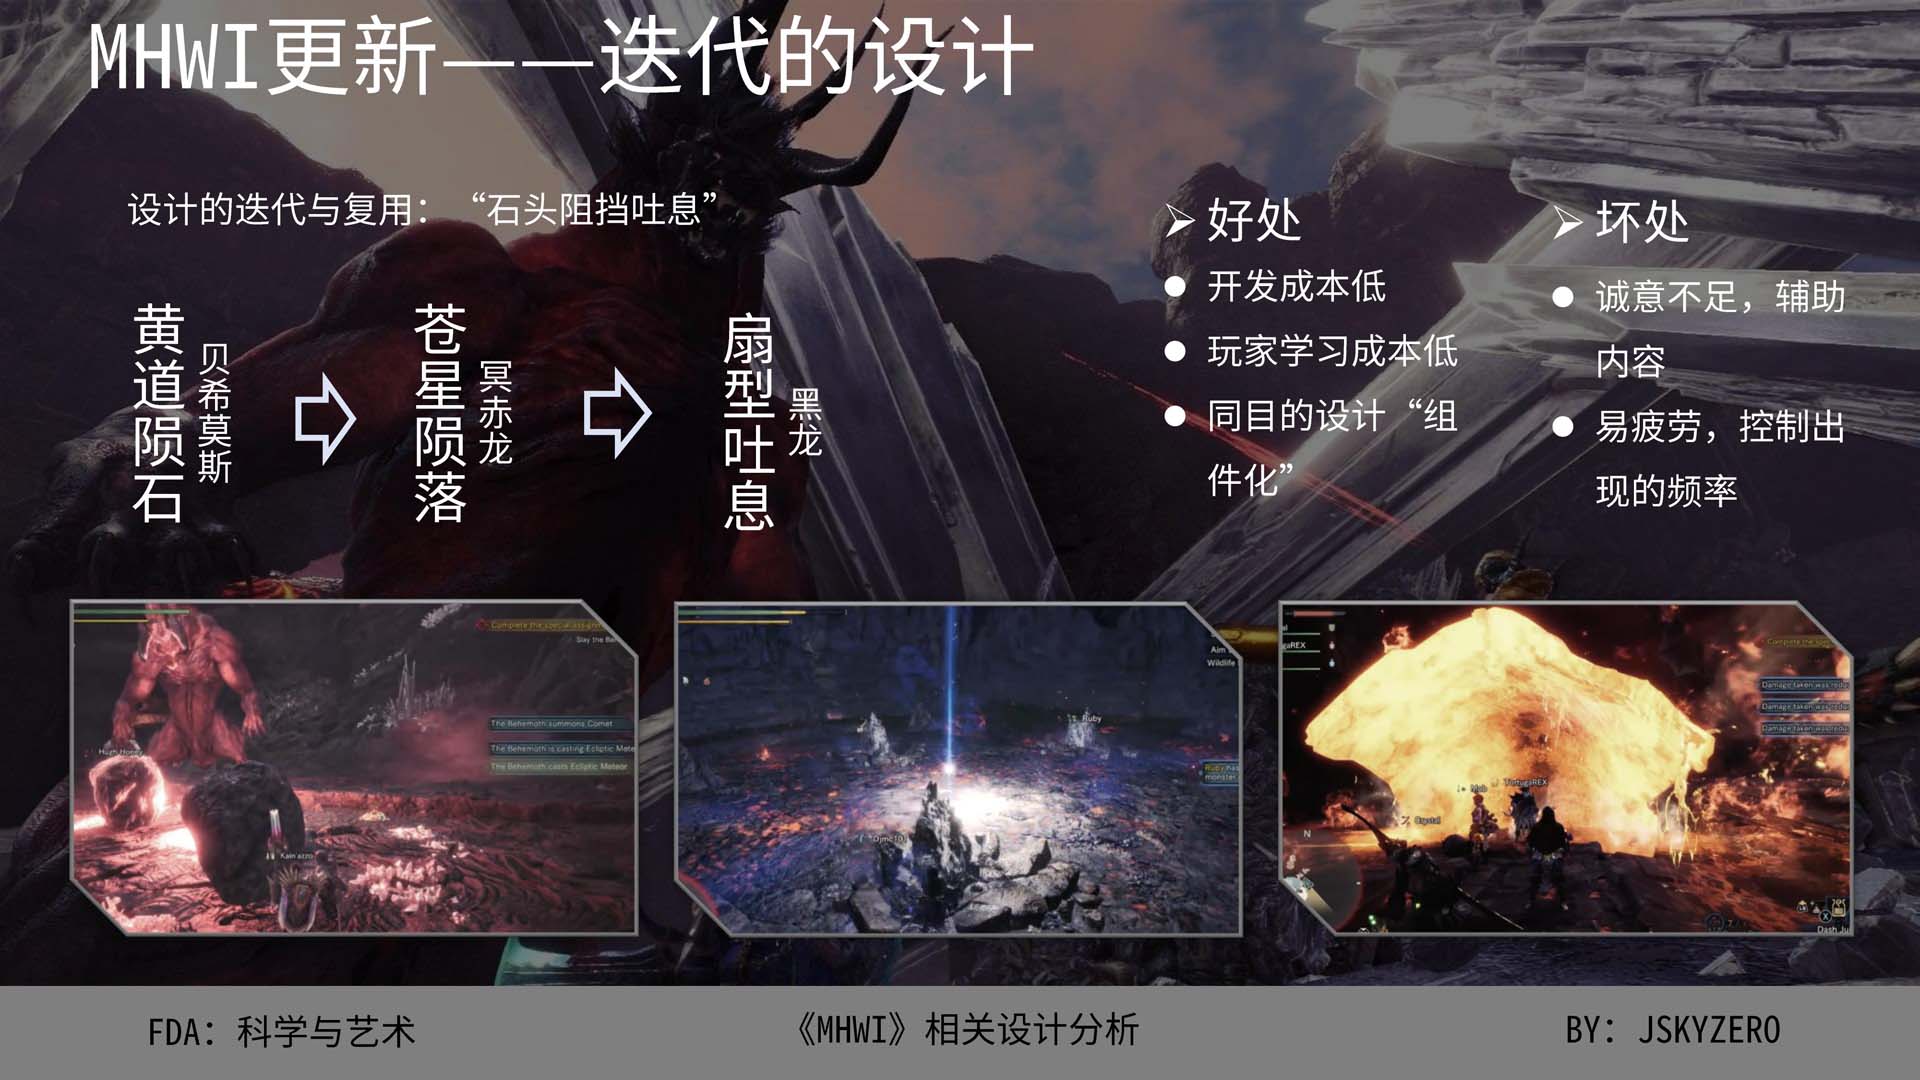 MHWI更新——迭代的设计
设计的迭代与复用：“石头阻挡吐息”
黄道陨石
贝希莫斯
苍星陨落
冥赤龙
扇型吐息
黑龙
好处
开发成本低
玩家学习成本低
同目的设计“组
件化”
坏处
诚意不足，辅助
内容
易疲劳，控制出
现的频率
Complete the special assignm
Slay the Be
The Behemoth summons Comet
The Behemoth is casting Ecliptic Mete
The Behemoth casts Ecliptic Meteor
Hugh Honey
Kain'azzo
Aim
Wildlife
Ruby
Ruby has
monster
Complete the spec
Damage taken was redu
Damage taken was redu
Damage taken was redu
gaREX
TortugaREX
Mob
Crystal
N
X
Dash Ju
FDA：科学与艺术
《MHWI》相关设计分析
BY：JSKYZERO